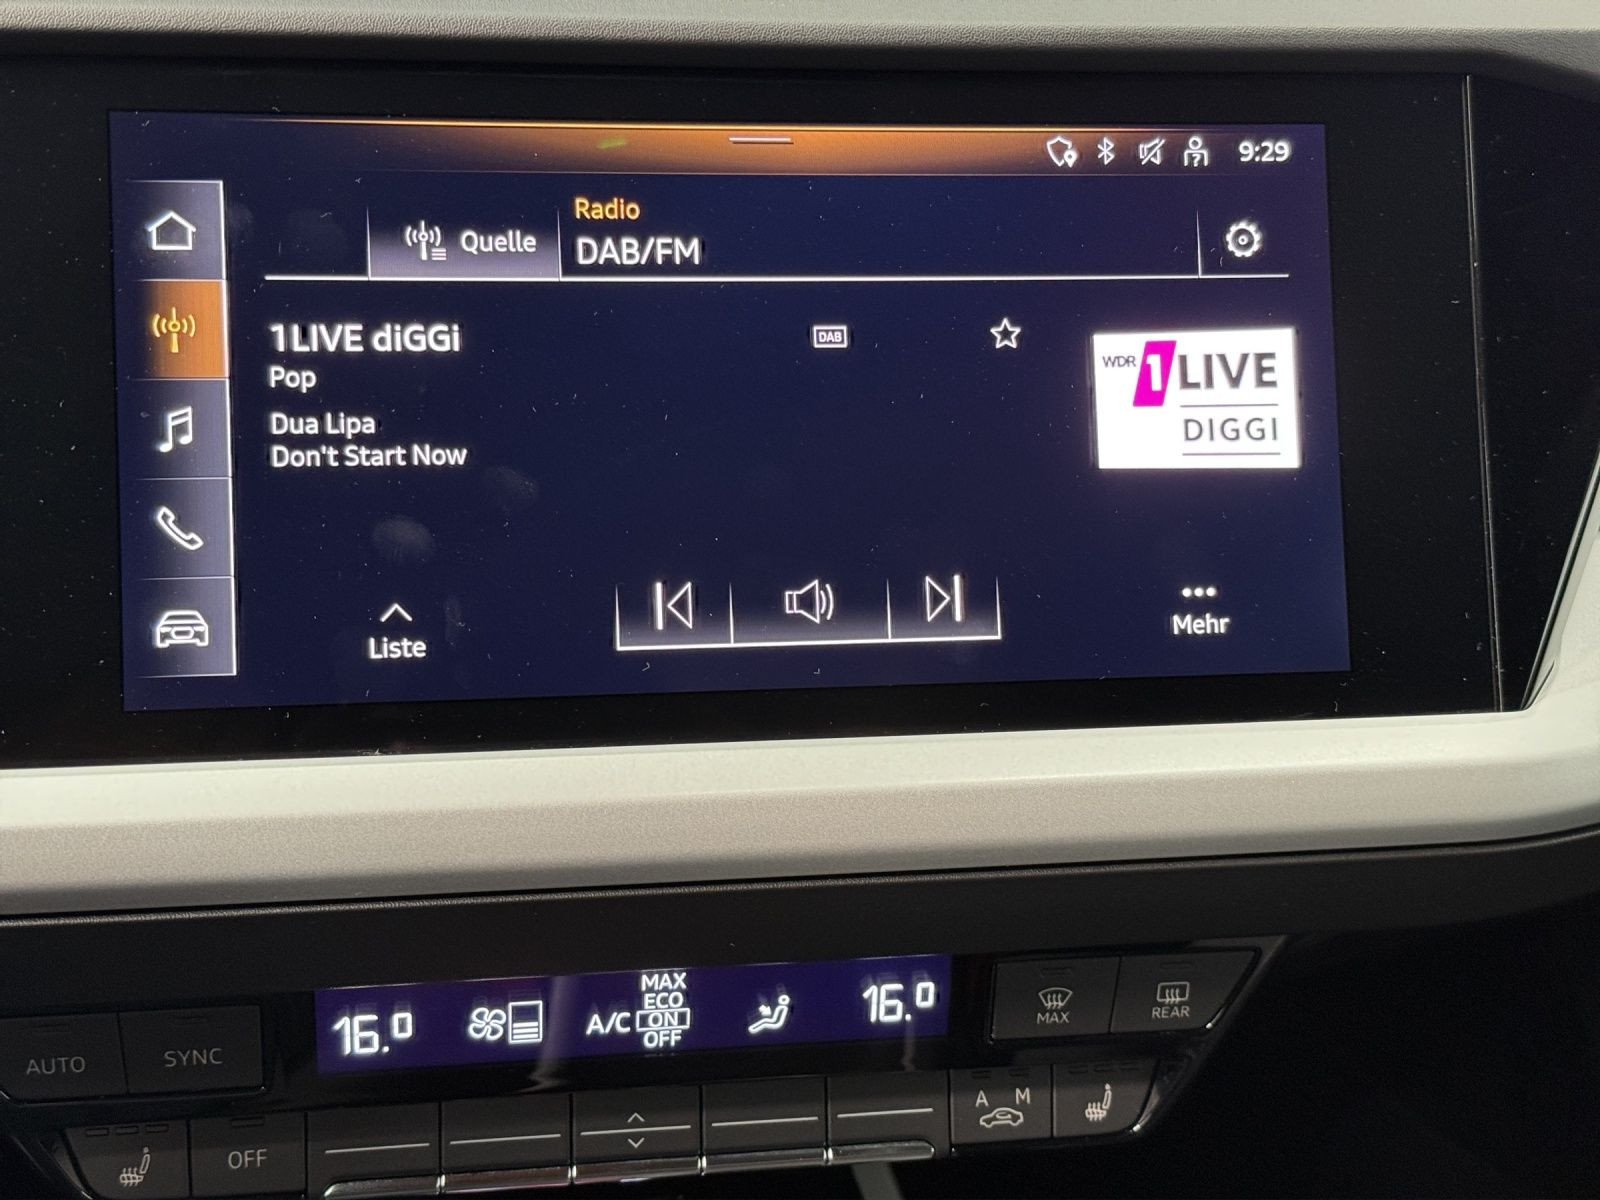 9:29
Quelle
Radio
DAB/FM
1LIVE diGGi
DAB
Pop
Dua Lipa
Don't Start Now
WDR 1LIVE
DIGGI
Liste
Mehr
AUTO
SYNC
16.0
A/C
MAX
ECO
ON
OFF
16.0
MAX
REAR
OFF
A M